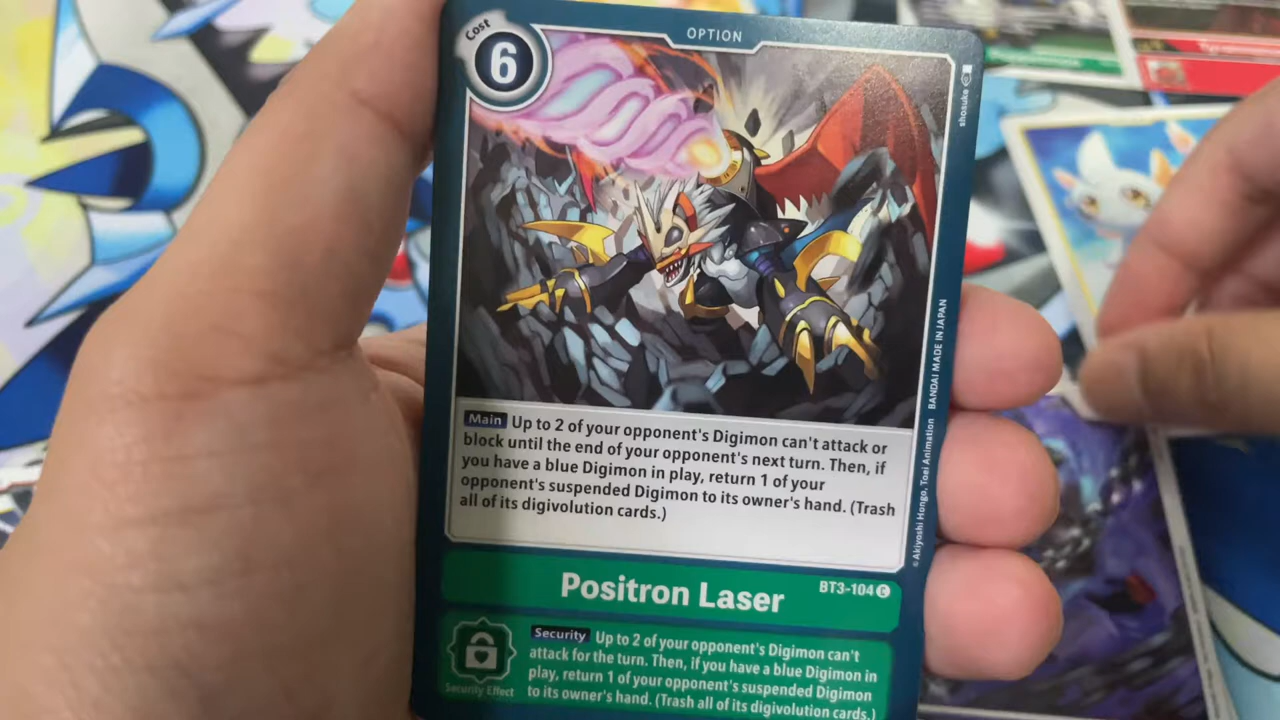 Cost
6
OPTION
shosuke
Main Up to 2 of your opponent's Digimon can't attack or
block until the end of your opponent's next turn. Then, if
you have a blue Digimon in play, return 1 of your
opponent's suspended Digimon to its owner's hand. (Trash
all of its digivolution cards.)
© Akiyoshi Hongo, Toei Animation BANDAI MADE IN JAPAN
Positron Laser
BT3-104 C
Security Up to 2 of your opponent's Digimon can't
attack for the turn. Then, if you have a blue Digimon in
play, return 1 of your opponent's suspended Digimon
to its owner's hand. (Trash all of its digivolution cards.)
Security Effect